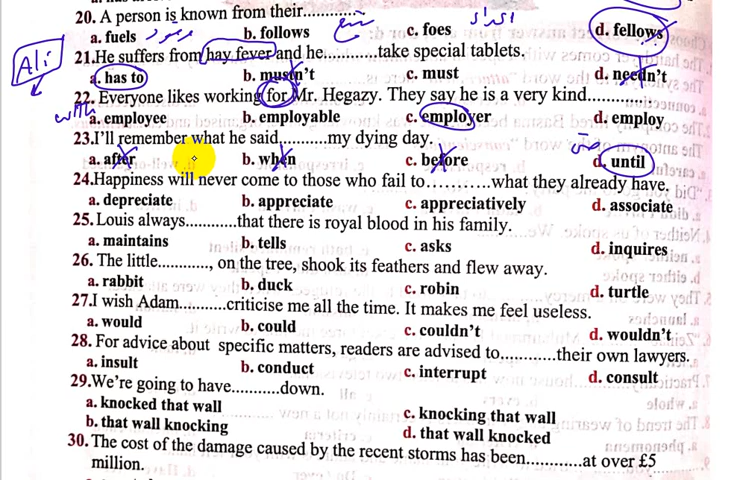 20. A person is known from their............
a. fuels b. follows c. foes d. fellows
21.He suffers from hay fever and he...........take special tablets.
Ali
a. has to b. mustn't c. must d. needn't
22. Everyone likes working for Mr. Hegazy. They say he is a very kind..........
with
a. employee b. employable c. employer d. employ
23.I'll remember what he said..........my dying day.
a. after b. when c. before d. until
24.Happiness will never come to those who fail to…………what they already have.
a. depreciate b. appreciate c. appreciatively d. associate
25. Louis always............that there is royal blood in his family.
a. maintains b. tells c. asks d. inquires
26. The little.........., on the tree, shook its feathers and flew away.
a. rabbit b. duck c. robin d. turtle
27.I wish Adam...........criticise me all the time. It makes me feel useless.
a. would b. could c. couldn't d. wouldn't
28. For advice about specific matters, readers are advised to...........their own lawyers.
a. insult b. conduct c. interrupt d. consult
29.We're going to have...........down.
a. knocked that wall c. knocking that wall
b. that wall knocking d. that wall knocked
30.The cost of the damage caused by the recent storms has been...........at over £5
million.